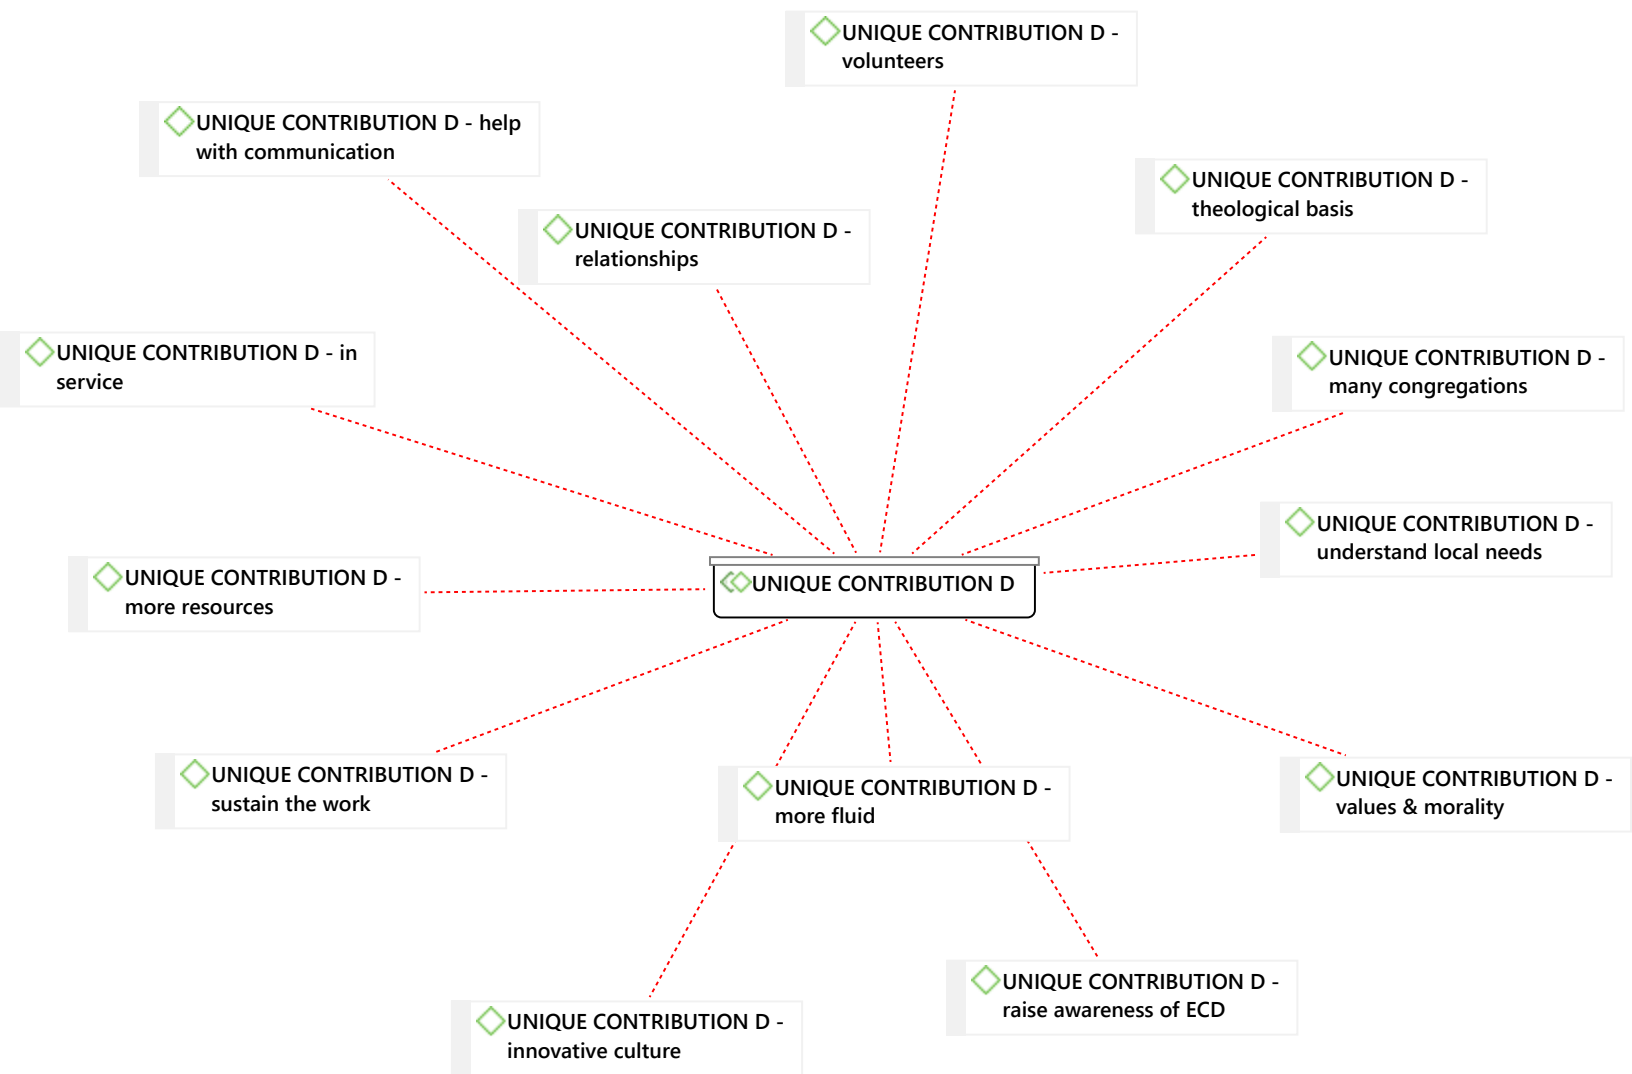 UNIQUE CONTRIBUTION D -
volunteers
UNIQUE CONTRIBUTION D - help
with communication
UNIQUE CONTRIBUTION D -
theological basis
UNIQUE CONTRIBUTION D -
relationships
UNIQUE CONTRIBUTION D - in
service
UNIQUE CONTRIBUTION D -
many congregations
UNIQUE CONTRIBUTION D -
understand local needs
UNIQUE CONTRIBUTION D -
more resources
UNIQUE CONTRIBUTION D
UNIQUE CONTRIBUTION D -
sustain the work
UNIQUE CONTRIBUTION D -
more fluid
UNIQUE CONTRIBUTION D -
values & morality
UNIQUE CONTRIBUTION D -
raise awareness of ECD
UNIQUE CONTRIBUTION D -
innovative culture